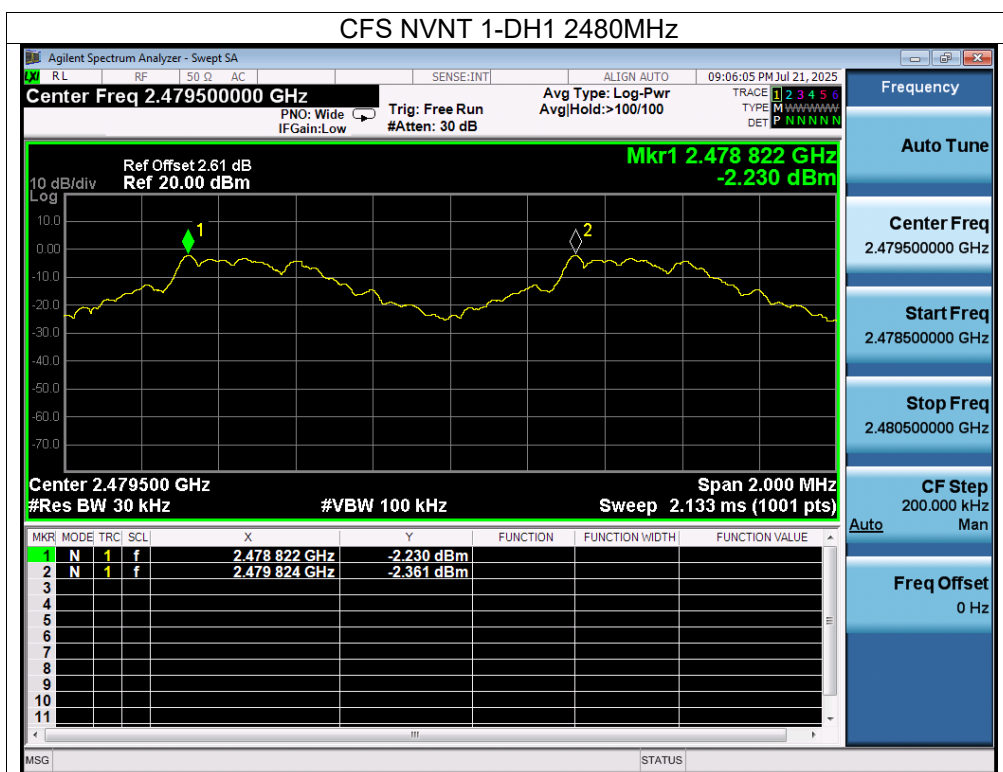 CFS NVNT 1-DH1 2480MHz
Agilent Spectrum Analyzer - Swept SA
LXI RL RF 50 Ω AC SENSE:INT ALIGN AUTO 09:06:05 PM Jul 21, 2025
Center Freq 2.479500000 GHz
PNO: Wide
IFGain:Low
Trig: Free Run
#Atten: 30 dB
Avg Type: Log-Pwr
Avg|Hold:>100/100
TRACE 1 2 3 4 5 6
TYPE M WWWWW
DET P N N N N N
Mkr1 2.478 822 GHz
-2.230 dBm
Ref Offset 2.61 dB
10 dB/div Ref 20.00 dBm
Log
10.0
0.00
-10.0
-20.0
-30.0
-40.0
-50.0
-60.0
-70.0
1
2
Center 2.479500 GHz Span 2.000 MHz
#Res BW 30 kHz #VBW 100 kHz Sweep 2.133 ms (1001 pts)
MKR MODE TRC SCL X Y FUNCTION FUNCTION WIDTH FUNCTION VALUE
1 N 1 f 2.478 822 GHz -2.230 dBm
2 N 1 f 2.479 824 GHz -2.361 dBm
3
4
5
6
7
8
9
10
11
MSG STATUS
Frequency
Auto Tune
Center Freq
2.479500000 GHz
Start Freq
2.478500000 GHz
Stop Freq
2.480500000 GHz
CF Step
200.000 kHz
Auto Man
Freq Offset
0 Hz